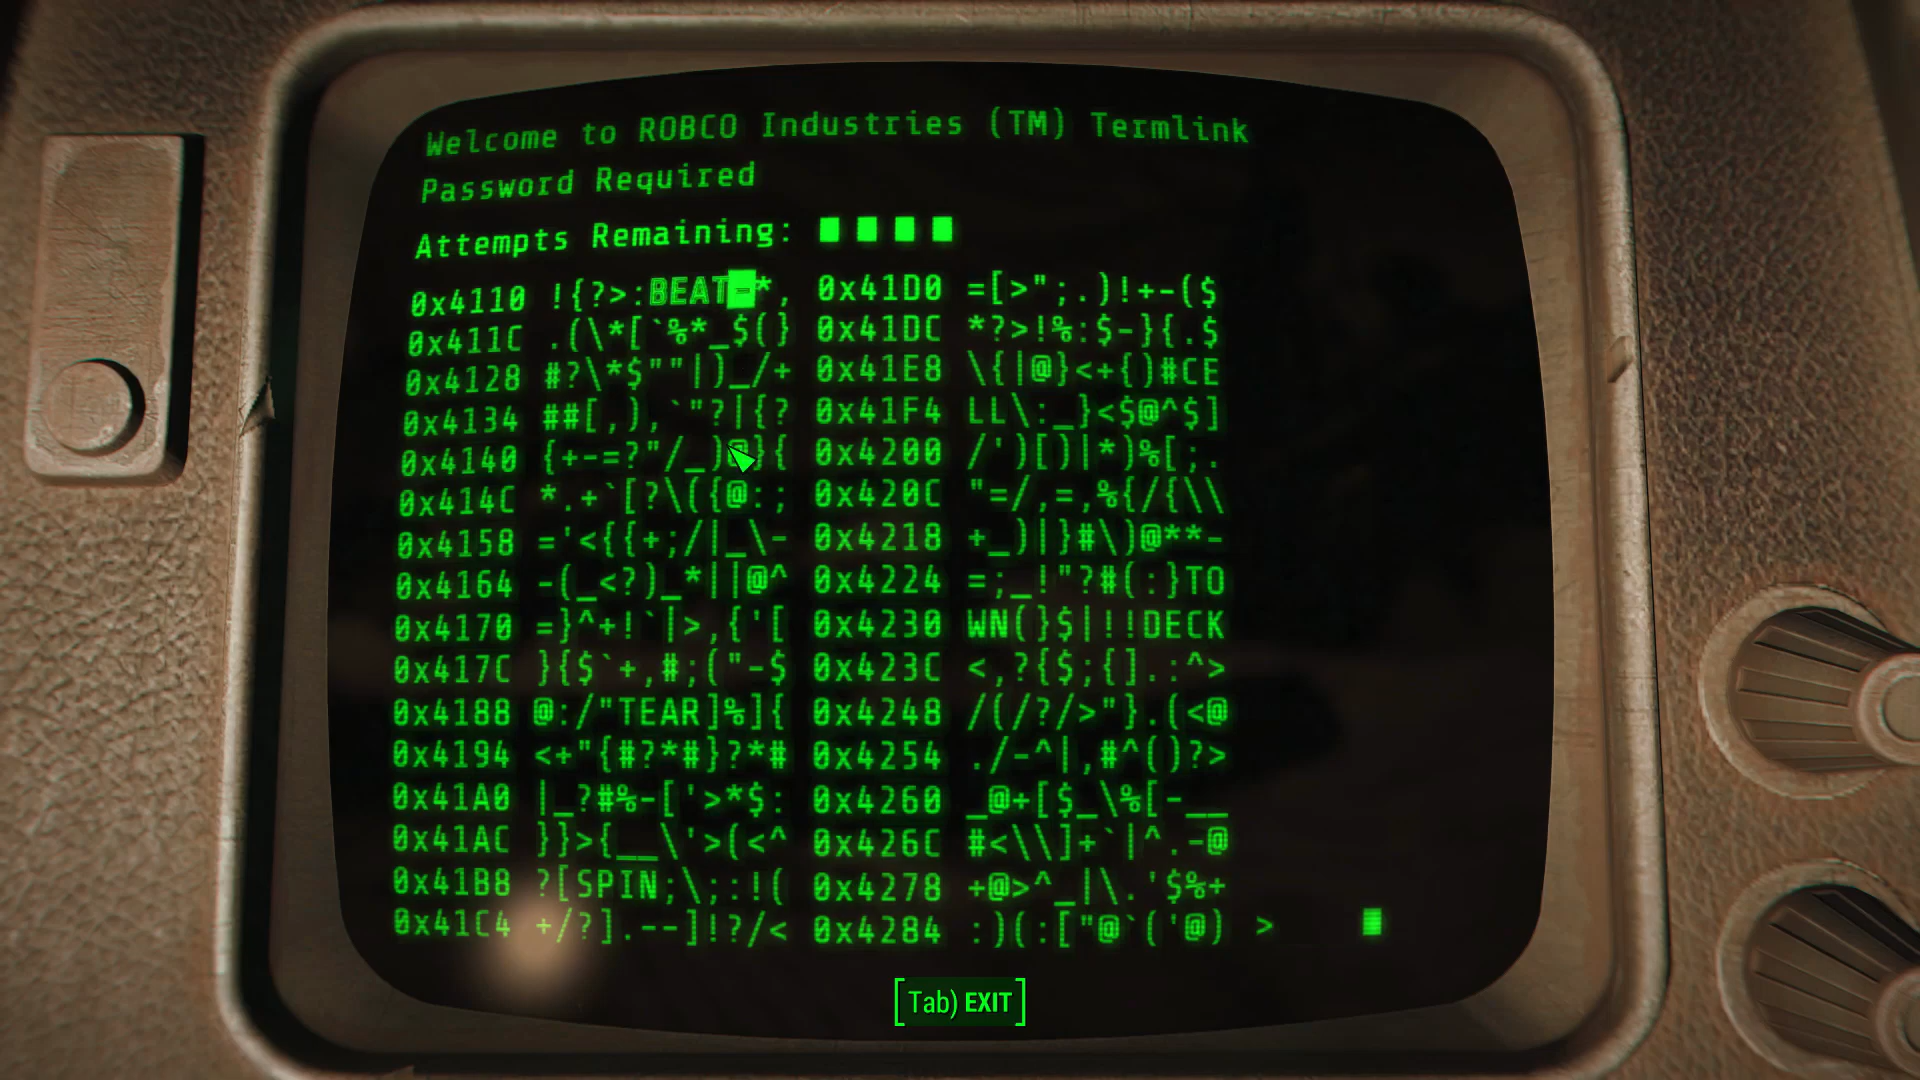 Welcome to ROBCO Industries (TM) Termlink
Password Required
Attempts Remaining: ■ ■ ■ ■
0x4110 !{?>:BEAT-*, 0x41D0 =[>";.)!+-($
0x411C .(\*[`%*_$(} 0x41DC *?>!%:$-}{.$
0x4128 #?\*$""|)_/+ 0x41E8 \{|@}<+{)#CE
0x4134 ##[,),`"?|{? 0x41F4 LL\:_}<$@^$]
0x4140 {+-=?"/_)@}{ 0x4200 /')[)|*)%[;.
0x414C *.+`[?\({@:; 0x420C "=/,=,%{/{\\
0x4158 ='<{{+;/|_\- 0x4218 +_)|}#\)@**-
0x4164 -(_<?)_*||@^ 0x4224 =;_!"?#(:}TO
0x4170 =}^+!`|>,{'[ 0x4230 WN(}$|!!DECK
0x417C }{$`+,#;("-$ 0x423C <,?{$;{].:^>
0x4188 @:/"TEAR]%]{ 0x4248 /(/?/>"}.(<@
0x4194 <+"{#?*#}?*# 0x4254 ./-^|,#^()?>
0x41A0 |_?#%-['>*$: 0x4260 _@+[$_\%[-__
0x41AC }}>{__\'>(<^ 0x426C #<\\]+`|^.-@
0x41B8 ?[SPIN;\;:!( 0x4278 +@>^_|\.'$%+
0x41C4 +/?].--]!?/< 0x4284 :)(:["@`('@) > ■
[Tab) EXIT]